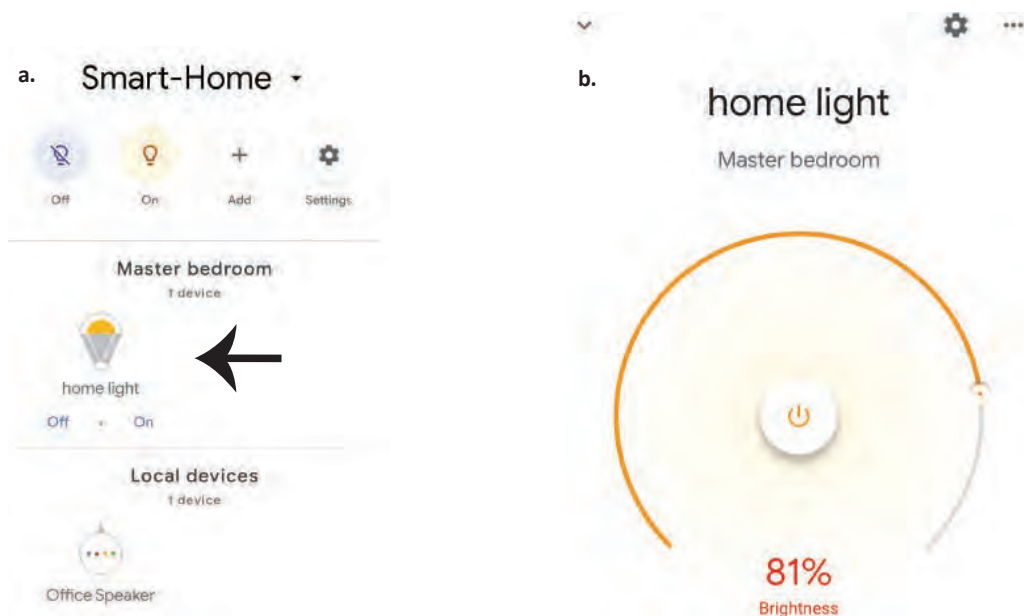 a.
Smart-Home
Off
On
Add
Settings
Master bedroom
1 device
home light
Off
On
Local devices
1 device
Office Speaker
b.
home light
Master bedroom
81%
Brightness